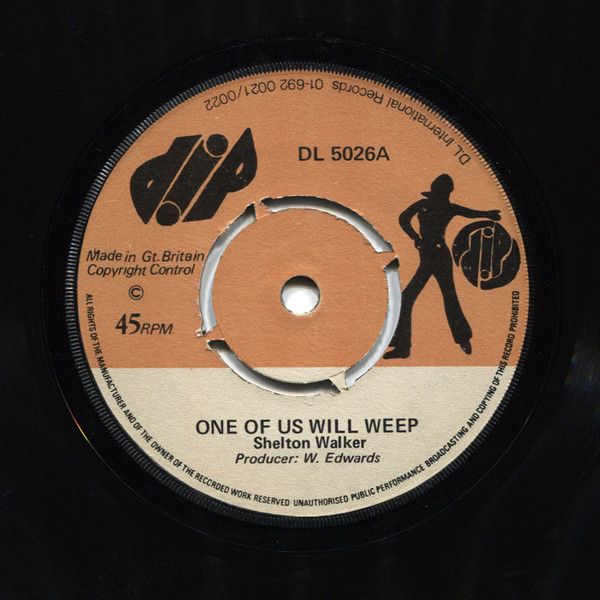 DL International Records 01-692 0021/0022
dip
DL 5026A
dip
Made in Gt. Britain
Copyright Control
©
45RPM
ONE OF US WILL WEEP
Shelton Walker
Producer: W. Edwards
ALL RIGHTS OF THE MANUFACTURER AND OF THE OWNER OF THE RECORDED WORK RESERVED UNAUTHORISED PUBLIC PERFORMANCE BROADCASTING AND COPYING OF THIS RECORD PROHIBITED